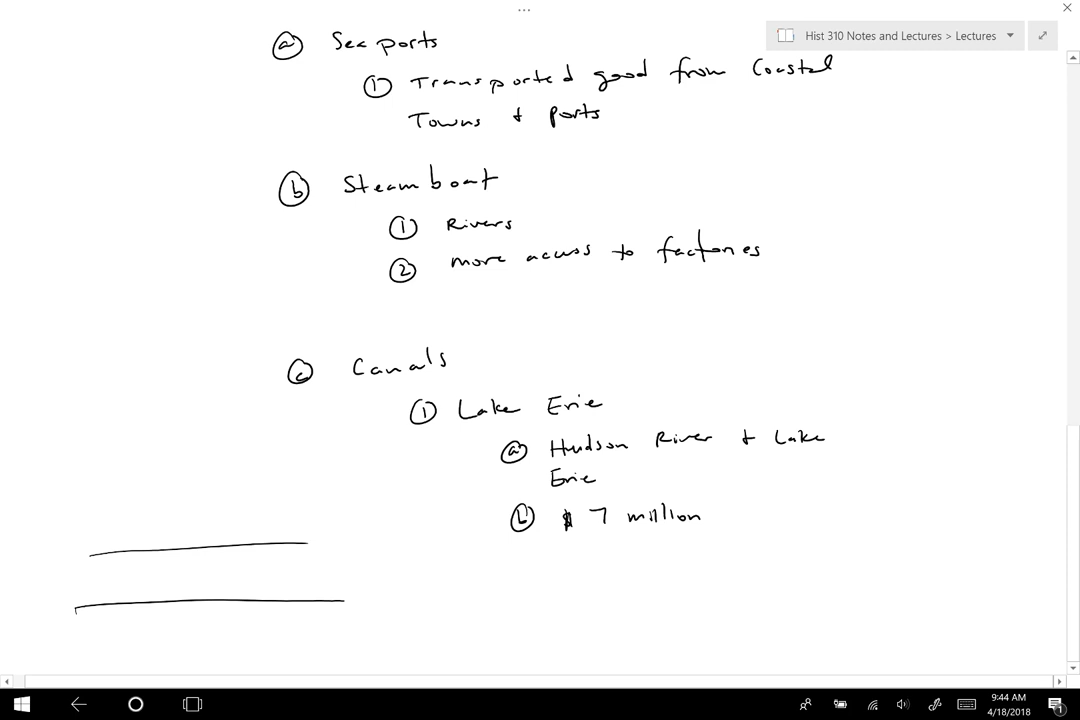 ...
Hist 310 Notes and Lectures > Lectures
(a) Sea ports
(1) Transported good from Coastal
Towns + ports
(b) Steamboat
(1) Rivers
(2) more access to factories
(c) Canals
(1) Lake Erie
(a) Hudson River + Lake
Erie
(b) $7 million
9:44 AM
4/18/2018
1